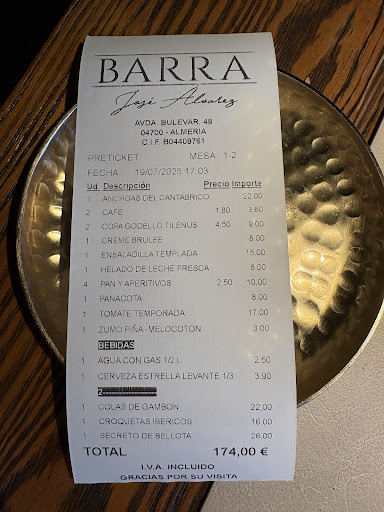 BARRA
José Álvarez
AVDA. BULEVAR, 48
04700 - ALMERIA
C.I.F. B04408761
PRETICKET MESA 1-2
FECHA 19/07/2025 17:03
Ud. Descripción Precio Importe
1 ANCHOAS DEL CANTABRICO 22,00
2 CAFE 1,80 3,60
2 COPA GODELLO TILENUS 4,50 9,00
1 CREME BRULEE 8,00
1 ENSALADILLA TEMPLADA 15,00
1 HELADO DE LECHE FRESCA 8,00
4 PAN Y APERITIVOS 2,50 10,00
1 PANACOTA 8,00
1 TOMATE TEMPORADA 17,00
1 ZUMO PIÑA-MELOCOTON 3,00
BEBIDAS
1 AGUA CON GAS 1/2 L 2,50
1 CERVEZA ESTRELLA LEVANTE 1/3 3,90
2
1 COLAS DE GAMBON 22,00
1 CROQUETAS IBERICOS 16,00
1 SECRETO DE BELLOTA 26,00
TOTAL 174,00 €
I.V.A. INCLUIDO
GRACIAS POR SU VISITA